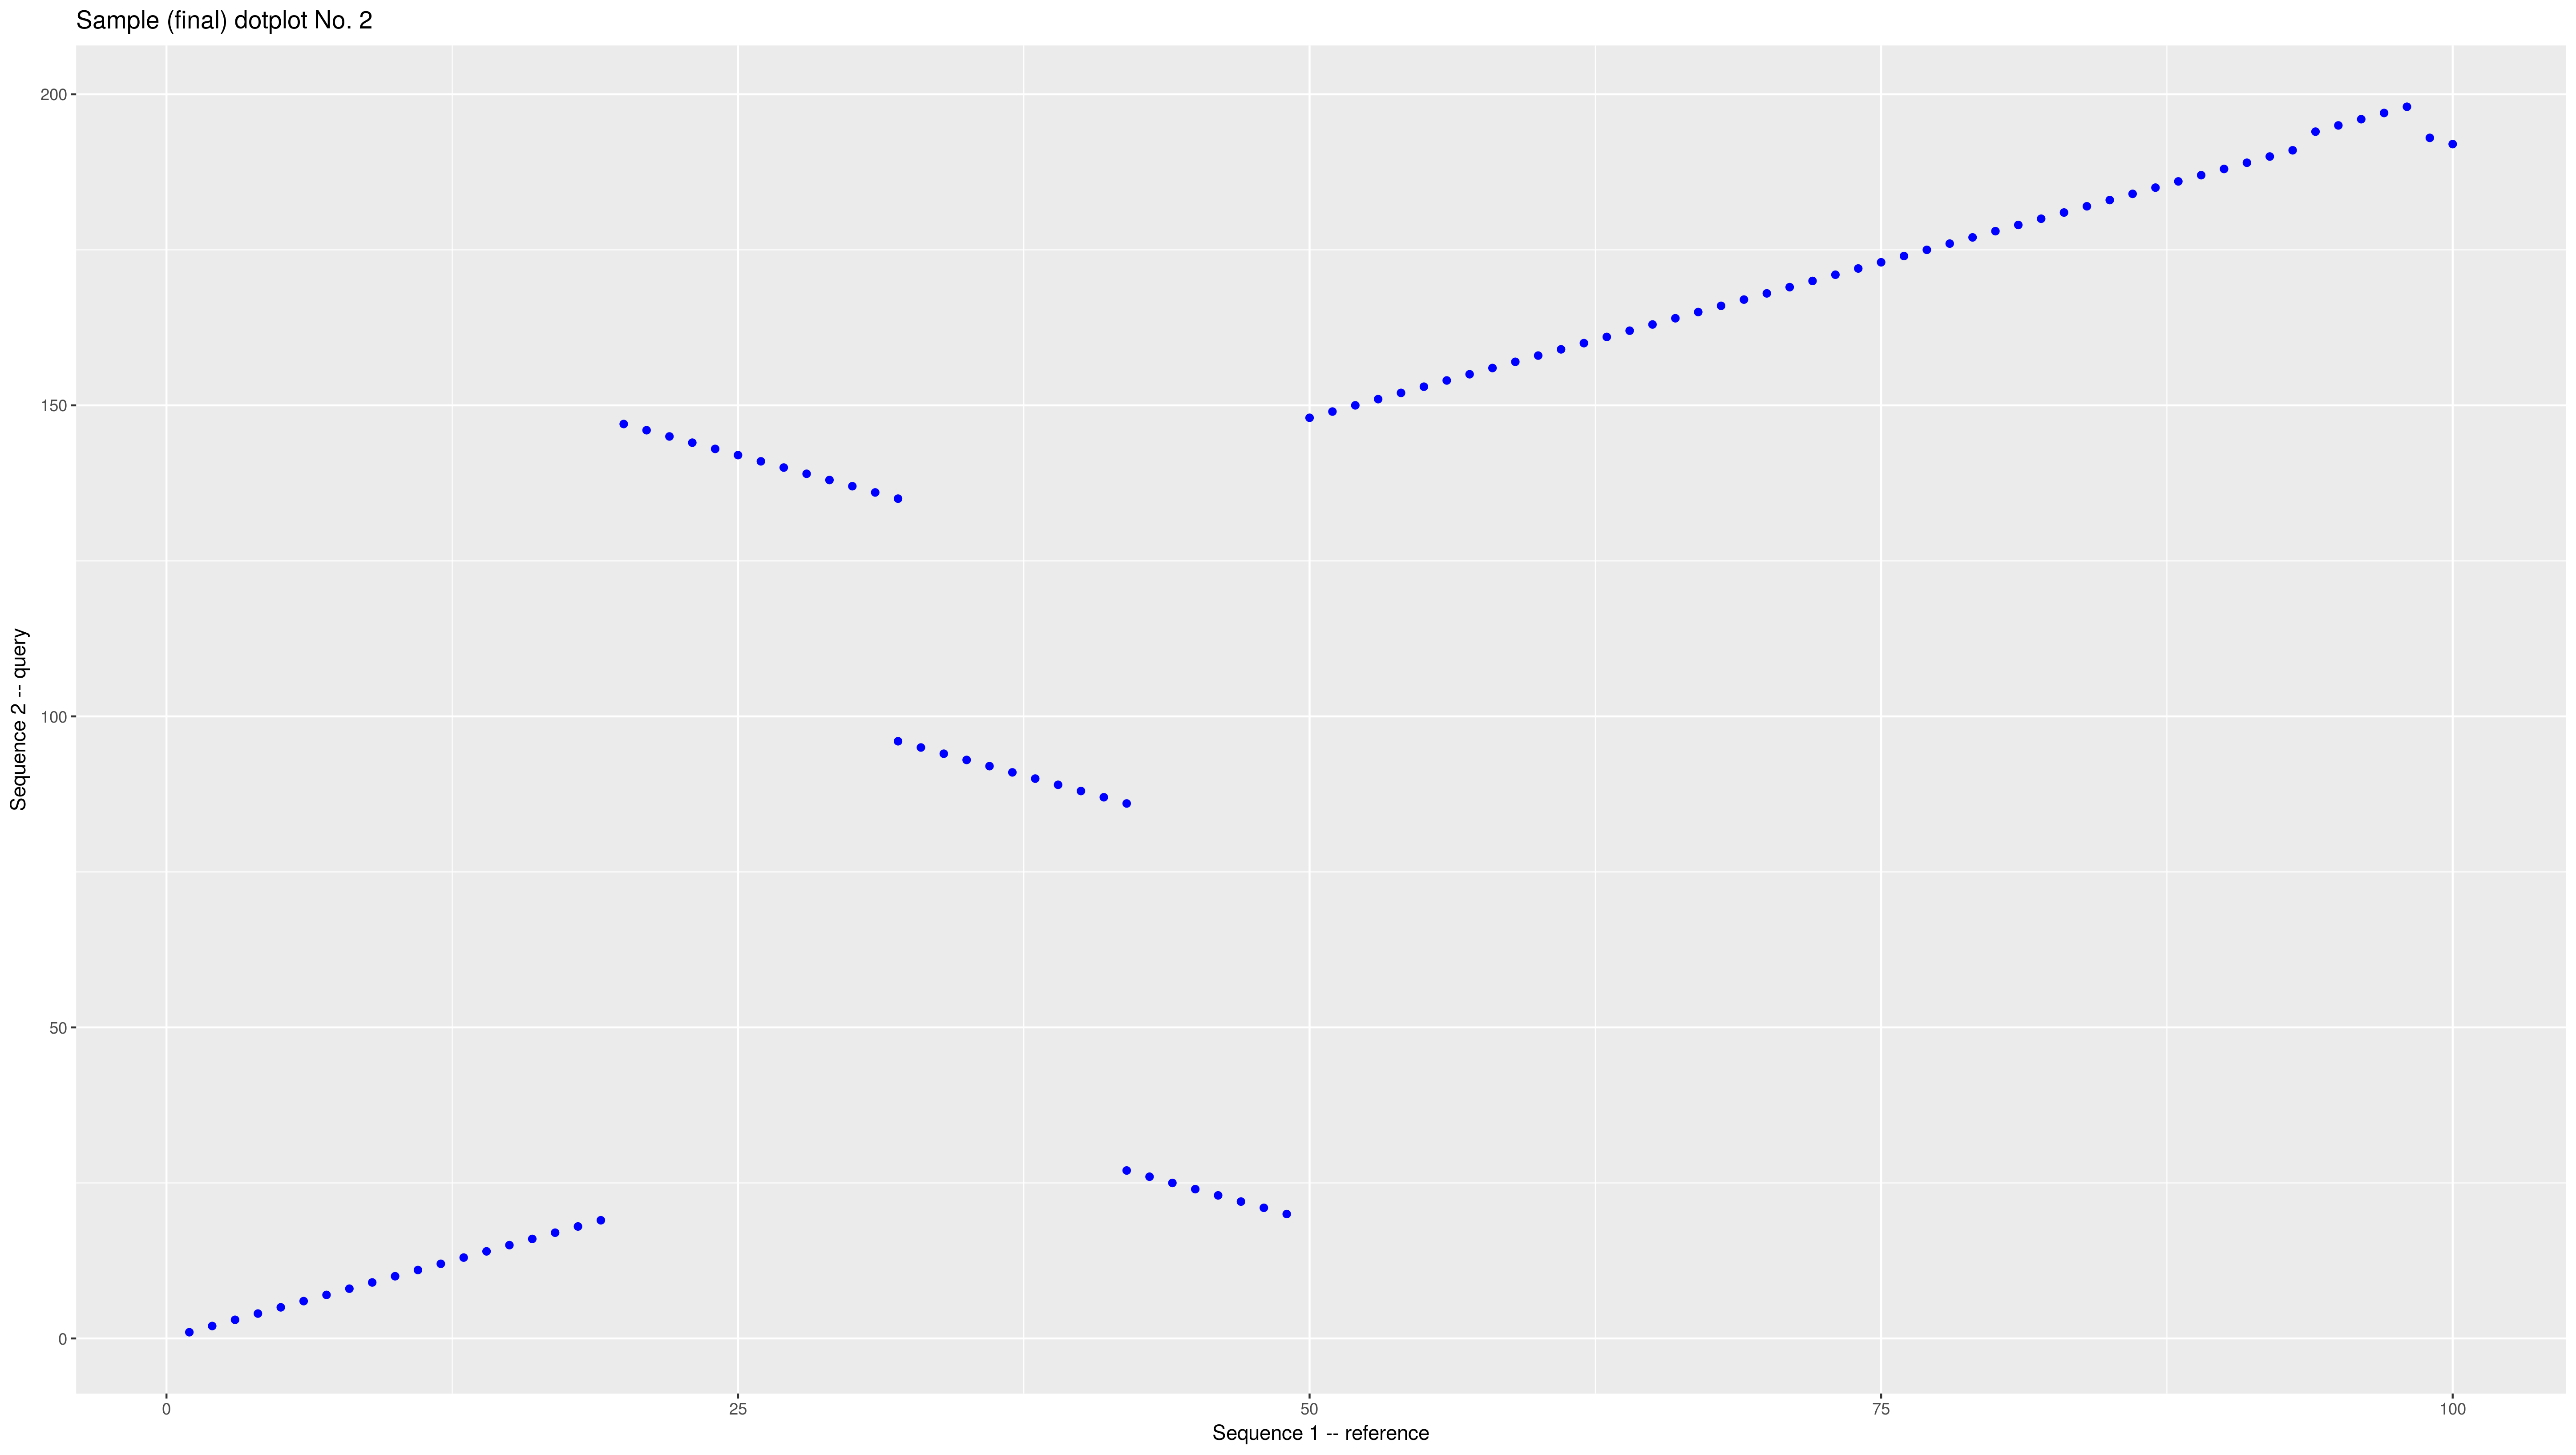 Sample (final) dotplot No. 2
200
150
100
50
0
Sequence 2 -- query
0 25 50 75 100
Sequence 1 -- reference